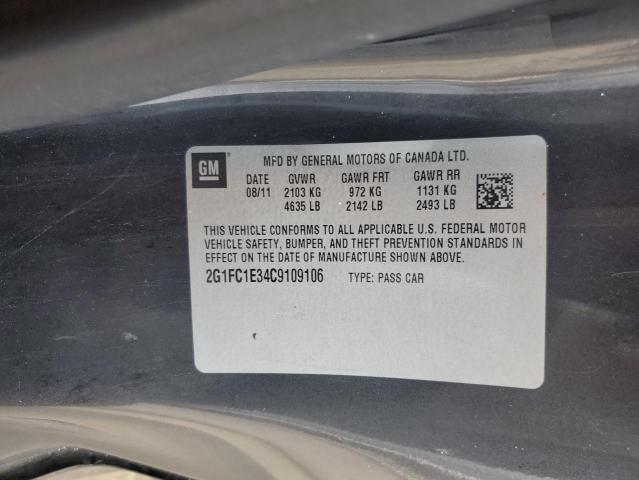 GM
MFD BY GENERAL MOTORS OF CANADA LTD.
DATE GVWR GAWR FRT GAWR RR
08/11 2103 KG 972 KG 1131 KG
4635 LB 2142 LB 2493 LB
THIS VEHICLE CONFORMS TO ALL APPLICABLE U.S. FEDERAL MOTOR
VEHICLE SAFETY, BUMPER, AND THEFT PREVENTION STANDARDS IN
EFFECT ON THE DATE OF MANUFACTURE SHOWN ABOVE.
2G1FC1E34C9109106 TYPE: PASS CAR